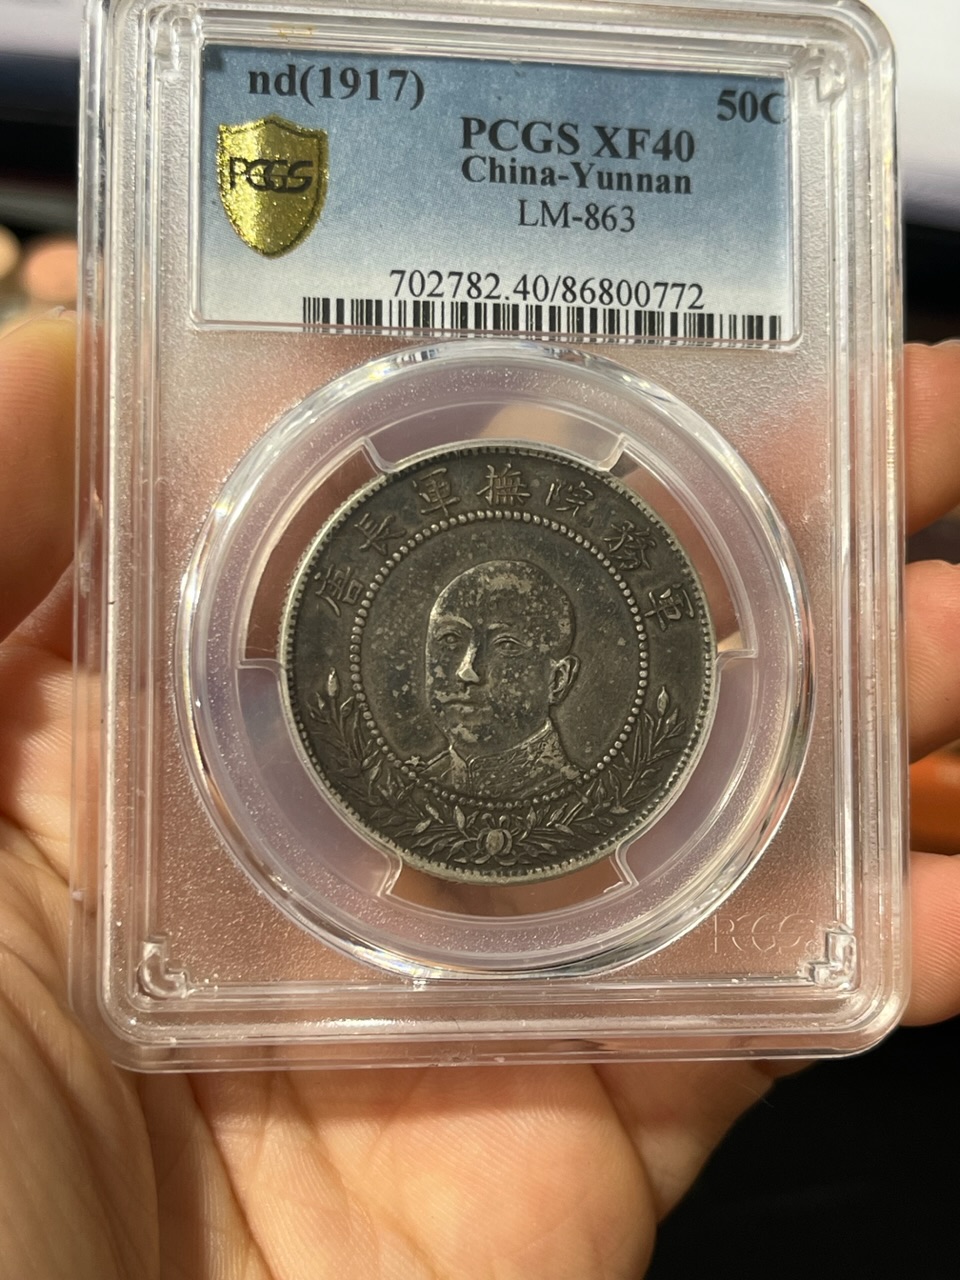 nd(1917)
50C
PCGS
PCGS XF40
China-Yunnan
LM-863
702782.40/86800772
軍務院撫軍長唐
PCGS